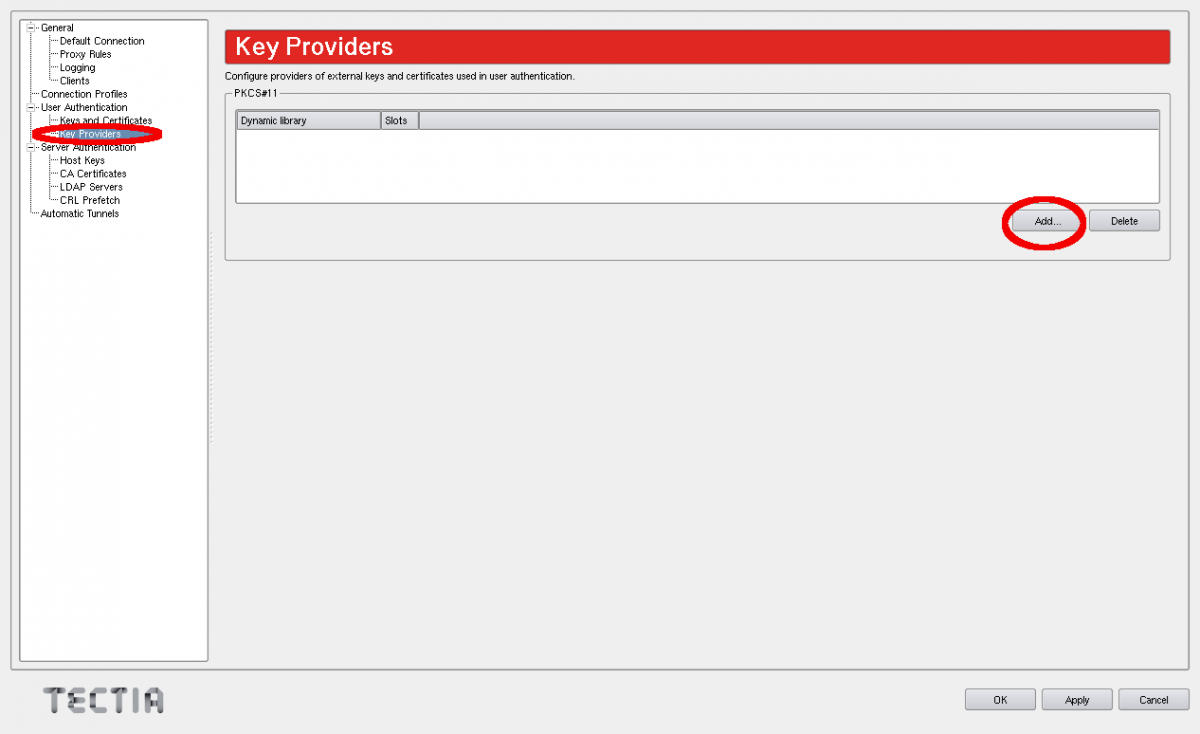 General
Default Connection
Proxy Rules
Logging
Clients
Connection Profiles
User Authentication
Keys and Certificates
Key Providers
Server Authentication
Host Keys
CA Certificates
LDAP Servers
CRL Prefetch
Automatic Tunnels
Key Providers
Configure providers of external keys and certificates used in user authentication.
PKCS#11
Dynamic library Slots
Add... Delete
TECTIA
OK Apply Cancel